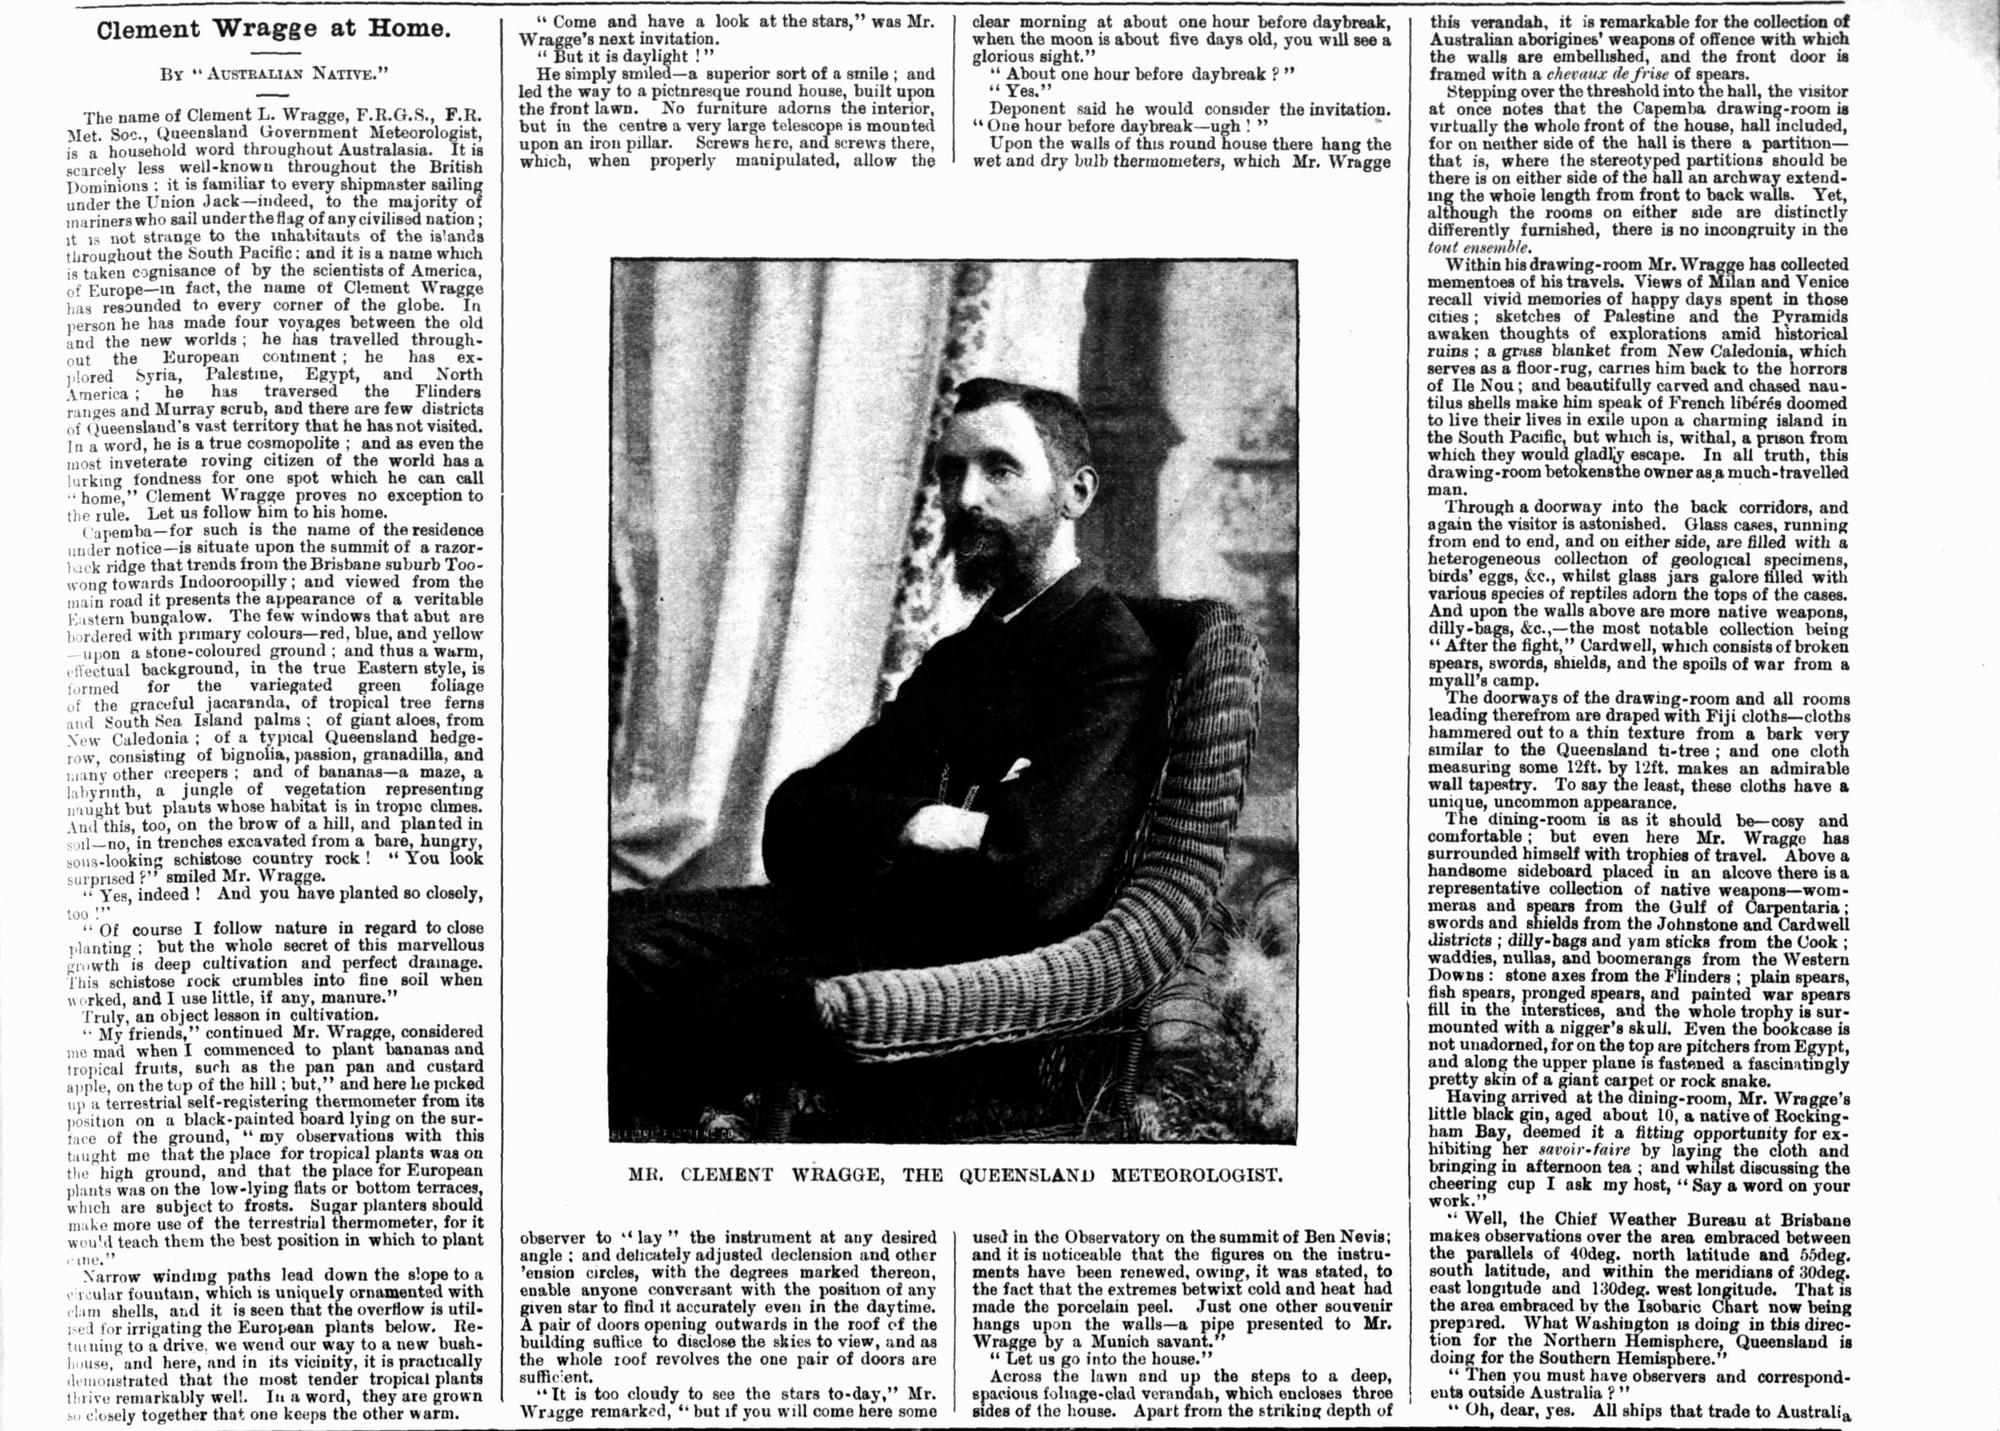 Clement Wragge at Home.
BY "AUSTRALIAN NATIVE."
The name of Clement L. Wragge, F.R.G.S., F.R.
Met. Soc., Queensland Government Meteorologist,
is a household word throughout Australasia. It is
scarcely less well-known throughout the British
Dominions; it is familiar to every shipmaster sailing
under the Union Jack—indeed, to the majority of
mariners who sail under the flag of any civilised nation;
it is not strange to the inhabitants of the islands
throughout the South Pacific; and it is a name which
is taken cognisance of by the scientists of America,
of Europe—in fact, the name of Clement Wragge
has resounded to every corner of the globe. In
person he has made four voyages between the old
and the new worlds; he has travelled through-
out the European continent; he has ex-
plored Syria, Palestine, Egypt, and North
America; he has traversed the Flinders
ranges and Murray scrub, and there are few districts
of Queensland's vast territory that he has not visited.
In a word, he is a true cosmopolite; and as even the
most inveterate roving citizen of the world has a
lurking fondness for one spot which he can call
"home," Clement Wragge proves no exception to
the rule. Let us follow him to his home.
Capemba—for such is the name of the residence
under notice—is situate upon the summit of a razor-
back ridge that trends from the Brisbane suburb Too-
wong towards Indooroopilly; and viewed from the
main road it presents the appearance of a veritable
Eastern bungalow. The few windows that abut are
bordered with primary colours—red, blue, and yellow
—upon a stone-coloured ground; and thus a warm,
effectual background, in the true Eastern style, is
formed for the variegated green foliage
of the graceful jacaranda, of tropical tree ferns
and South Sea Island palms; of giant aloes, from
New Caledonia; of a typical Queensland hedge-
row, consisting of bignolia, passion, granadilla, and
many other creepers; and of bananas—a maze, a
labyrinth, a jungle of vegetation representing
naught but plants whose habitat is in tropic climes.
And this, too, on the brow of a hill, and planted in
soil—no, in trenches excavated from a bare, hungry,
sous-looking schistose country rock! "You look
surprised?" smiled Mr. Wragge.
"Yes, indeed! And you have planted so closely,
too!"
"Of course I follow nature in regard to close
planting; but the whole secret of this marvellous
growth is deep cultivation and perfect drainage.
This schistose rock crumbles into fine soil when
worked, and I use little, if any, manure."
Truly, an object lesson in cultivation.
"My friends," continued Mr. Wragge, considered
me mad when I commenced to plant bananas and
tropical fruits, such as the pan pan and custard
apple, on the top of the hill; but," and here he picked
up a terrestrial self-registering thermometer from its
position on a black-painted board lying on the sur-
face of the ground, "my observations with this
taught me that the place for tropical plants was on
the high ground, and that the place for European
plants was on the low-lying flats or bottom terraces,
which are subject to frosts. Sugar planters should
make more use of the terrestrial thermometer, for it
would teach them the best position in which to plant
cane."
Narrow winding paths lead down the slope to a
circular fountain, which is uniquely ornamented with
clam shells, and it is seen that the overflow is util-
ised for irrigating the European plants below. Re-
turning to a drive, we wend our way to a new bush-
house, and here, and in its vicinity, it is practically
demonstrated that the most tender tropical plants
thrive remarkably well. In a word, they are grown
so closely together that one keeps the other warm.
"Come and have a look at the stars," was Mr.
Wragge's next invitation.
"But it is daylight!"
He simply smiled—a superior sort of a smile; and
led the way to a picturesque round house, built upon
the front lawn. No furniture adorns the interior,
but in the centre a very large telescope is mounted
upon an iron pillar. Screws here, and screws there,
which, when properly manipulated, allow the
observer to "lay" the instrument at any desired
angle; and delicately adjusted declension and other
'ension circles, with the degrees marked thereon,
enable anyone conversant with the position of any
given star to find it accurately even in the daytime.
A pair of doors opening outwards in the roof of the
building suffice to disclose the skies to view, and as
the whole roof revolves the one pair of doors are
sufficient.
"It is too cloudy to see the stars to-day," Mr.
Wragge remarked, "but if you will come here some
clear morning at about one hour before daybreak,
when the moon is about five days old, you will see a
glorious sight."
"About one hour before daybreak?"
"Yes."
Deponent said he would consider the invitation.
"One hour before daybreak—ugh!"
Upon the walls of this round house there hang the
wet and dry bulb thermometers, which Mr. Wragge
used in the Observatory on the summit of Ben Nevis;
and it is noticeable that the figures on the instru-
ments have been renewed, owing, it was stated, to
the fact that the extremes betwixt cold and heat had
made the porcelain peel. Just one other souvenir
hangs upon the walls—a pipe presented to Mr.
Wragge by a Munich savant."
"Let us go into the house."
Across the lawn and up the steps to a deep,
spacious foliage-clad verandah, which encloses three
sides of the house. Apart from the striking depth of
ELECTRIC PHOTO ENG. CO.
MR. CLEMENT WRAGGE, THE QUEENSLAND METEOROLOGIST.
this verandah, it is remarkable for the collection of
Australian aborigines' weapons of offence with which
the walls are embellished, and the front door is
framed with a chevaux de frise of spears.
Stepping over the threshold into the hall, the visitor
at once notes that the Capemba drawing-room is
virtually the whole front of the house, hall included,
for on neither side of the hall is there a partition—
that is, where the stereotyped partitions should be
there is on either side of the hall an archway extend-
ing the whole length from front to back walls. Yet,
although the rooms on either side are distinctly
differently furnished, there is no incongruity in the
tout ensemble.
Within his drawing-room Mr. Wragge has collected
mementoes of his travels. Views of Milan and Venice
recall vivid memories of happy days spent in those
cities; sketches of Palestine and the Pyramids
awaken thoughts of explorations amid historical
ruins; a grass blanket from New Caledonia, which
serves as a floor-rug, carries him back to the horrors
of Ile Nou; and beautifully carved and chased nau-
tilus shells make him speak of French libérés doomed
to live their lives in exile upon a charming island in
the South Pacific, but which is, withal, a prison from
which they would gladly escape. In all truth, this
drawing-room betokens the owner as a much-travelled
man.
Through a doorway into the back corridors, and
again the visitor is astonished. Glass cases, running
from end to end, and on either side, are filled with a
heterogeneous collection of geological specimens,
birds' eggs, &c., whilst glass jars galore filled with
various species of reptiles adorn the tops of the cases.
And upon the walls above are more native weapons,
dilly-bags, &c.,—the most notable collection being
"After the fight," Cardwell, which consists of broken
spears, swords, shields, and the spoils of war from a
myall's camp.
The doorways of the drawing-room and all rooms
leading therefrom are draped with Fiji cloths—cloths
hammered out to a thin texture from a bark very
similar to the Queensland ti-tree; and one cloth
measuring some 12ft. by 12ft. makes an admirable
wall tapestry. To say the least, these cloths have a
unique, uncommon appearance.
The dining-room is as it should be—cosy and
comfortable; but even here Mr. Wragge has
surrounded himself with trophies of travel. Above a
handsome sideboard placed in an alcove there is a
representative collection of native weapons—wom-
meras and spears from the Gulf of Carpentaria;
swords and shields from the Johnstone and Cardwell
districts; dilly-bags and yam sticks from the Cook;
waddies, nullas, and boomerangs from the Western
Downs: stone axes from the Flinders; plain spears,
fish spears, pronged spears, and painted war spears
fill in the interstices, and the whole trophy is sur-
mounted with a nigger's skull. Even the bookcase is
not unadorned, for on the top are pitchers from Egypt,
and along the upper plane is fastened a fascinatingly
pretty skin of a giant carpet or rock snake.
Having arrived at the dining-room, Mr. Wragge's
little black gin, aged about 10, a native of Rocking-
ham Bay, deemed it a fitting opportunity for ex-
hibiting her savoir-faire by laying the cloth and
bringing in afternoon tea; and whilst discussing the
cheering cup I ask my host, "Say a word on your
work."
"Well, the Chief Weather Bureau at Brisbane
makes observations over the area embraced between
the parallels of 40deg. north latitude and 55deg.
south latitude, and within the meridians of 30deg.
east longitude and 130deg. west longitude. That is
the area embraced by the Isobaric Chart now being
prepared. What Washington is doing in this direc-
tion for the Northern Hemisphere, Queensland is
doing for the Southern Hemisphere."
"Then you must have observers and correspond-
ents outside Australia?"
"Oh, dear, yes. All ships that trade to Australia